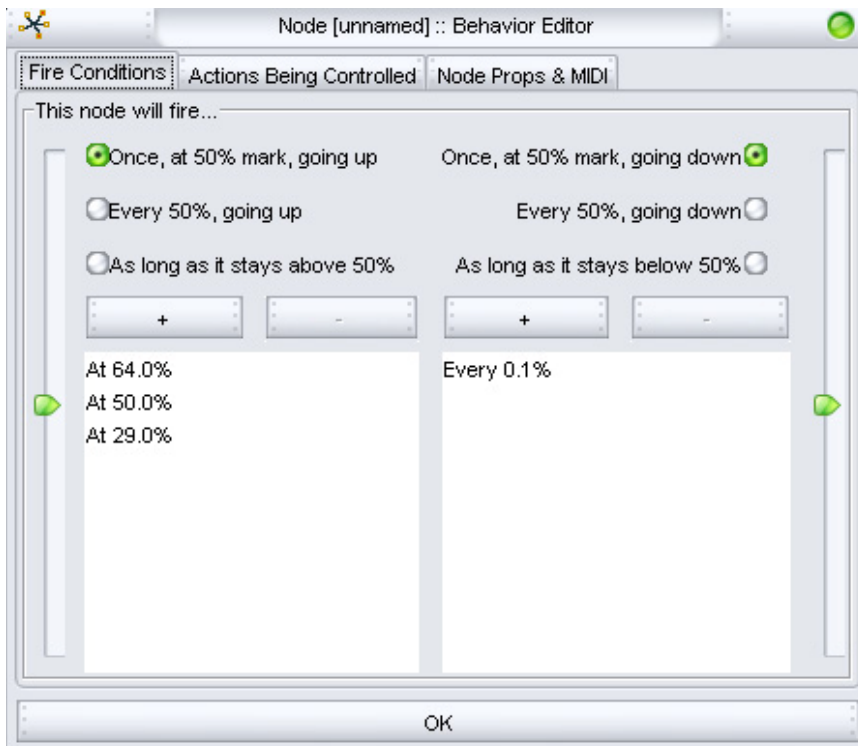 Node [unnamed] :: Behavior Editor
Fire Conditions Actions Being Controlled Node Props & MIDI
This node will fire...
Once, at 50% mark, going up Once, at 50% mark, going down
Every 50%, going up Every 50%, going down
As long as it stays above 50% As long as it stays below 50%
+ - + -
At 64.0% Every 0.1%
At 50.0%
At 29.0%
OK